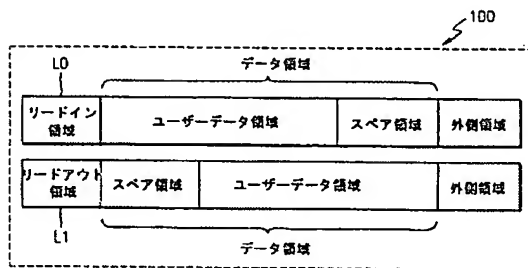 100
L0
データ領域
リードイン領域
ユーザーデータ領域
スペア領域
外側領域
リードアウト領域
スペア領域
ユーザーデータ領域
外側領域
L1
データ領域